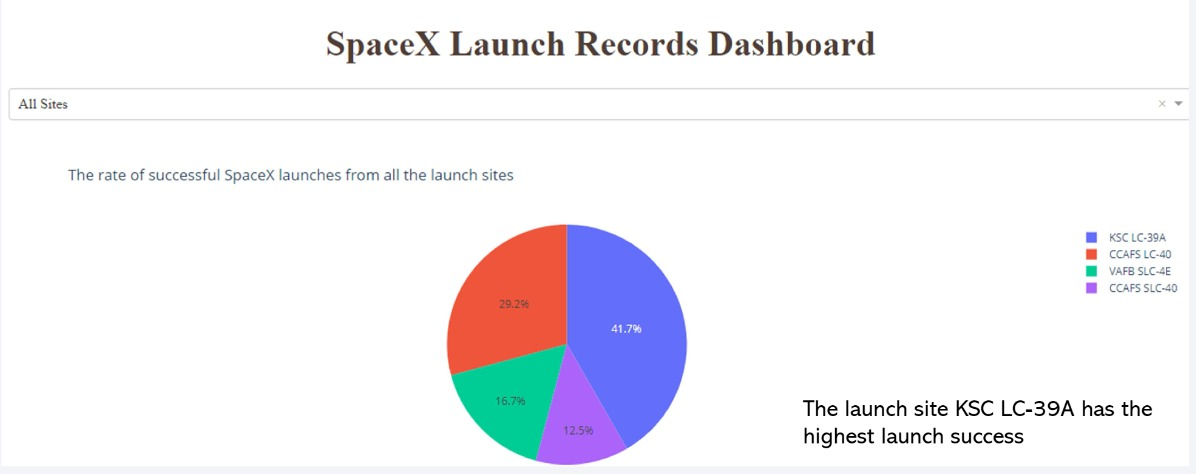 SpaceX Launch Records Dashboard
All Sites
The rate of successful SpaceX launches from all the launch sites
KSC LC-39A
CCAFS LC-40
VAFB SLC-4E
CCAFS SLC-40
29.2%
41.7%
16.7%
12.5%
The launch site KSC LC-39A has the
highest launch success